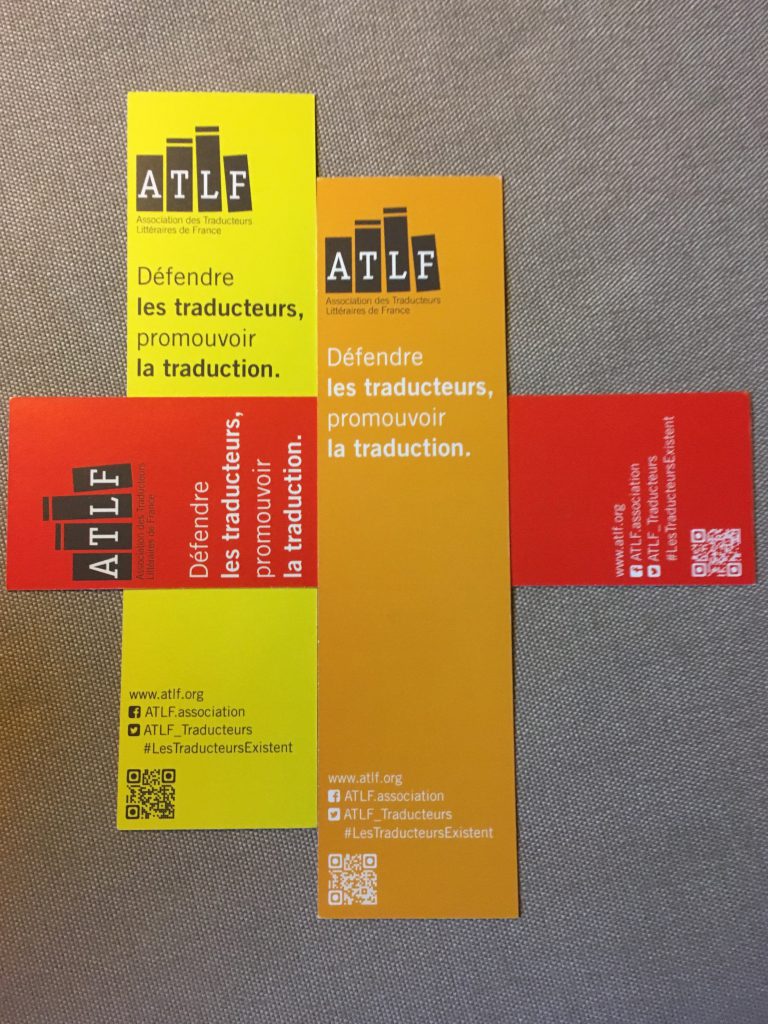 ATLF
Association des Traducteurs
Littéraires de France
Défendre
les traducteurs,
promouvoir
la traduction.
www.atlf.org
ATLF.association
ATLF_Traducteurs
#LesTraducteursExistent
ATLF
Association des Traducteurs
Littéraires de France
Défendre
les traducteurs,
promouvoir
la traduction.
www.atlf.org
ATLF.association
ATLF_Traducteurs
#LesTraducteursExistent
ATLF
Association des Traducteurs
Littéraires de France
Défendre
les traducteurs,
promouvoir
la traduction.
www.atlf.org
ATLF.association
ATLF_Traducteurs
#LesTraducteursExistent